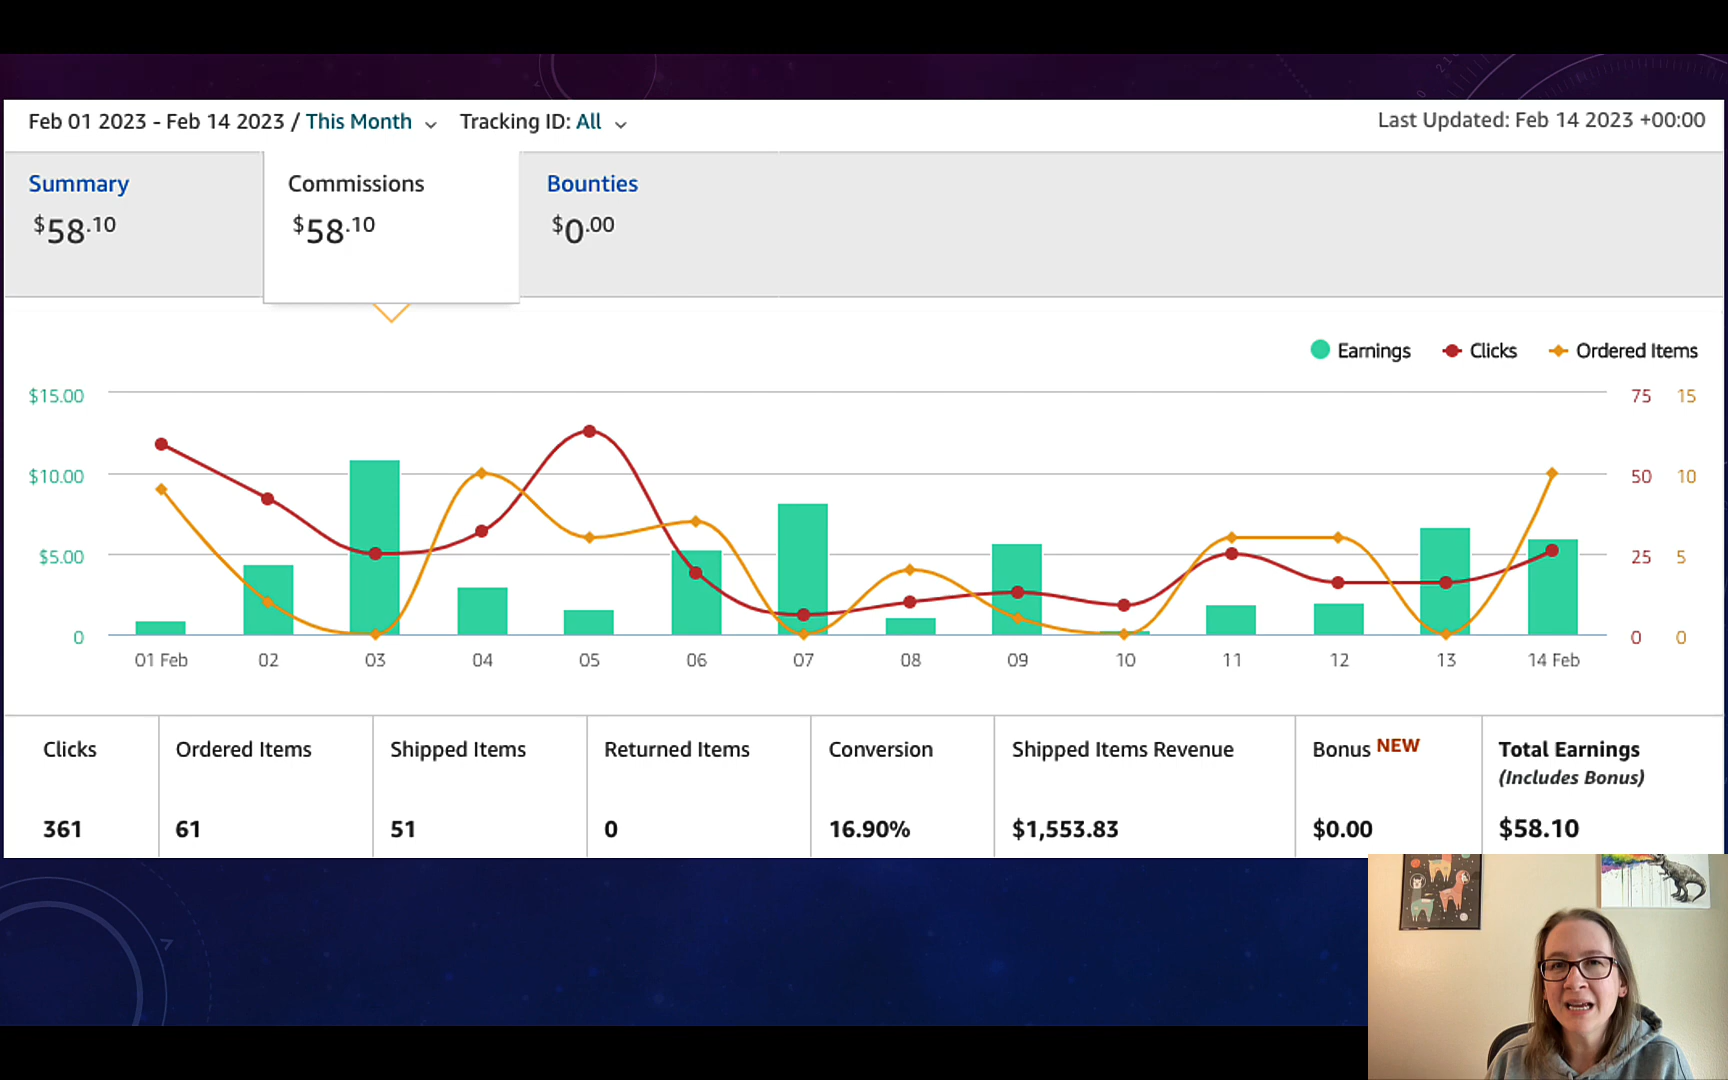 Feb 01 2023 - Feb 14 2023 / This Month Tracking ID: All Last Updated: Feb 14 2023 +00:00
Summary Commissions Bounties
$58.10 $58.10 $0.00
Earnings Clicks Ordered Items
$15.00 75 15
$10.00 50 10
$5.00 25 5
0 0 0
01 Feb 02 03 04 05 06 07 08 09 10 11 12 13 14 Feb
Clicks Ordered Items Shipped Items Returned Items Conversion Shipped Items Revenue Bonus NEW Total Earnings
(Includes Bonus)
361 61 51 0 16.90% $1,553.83 $0.00 $58.10